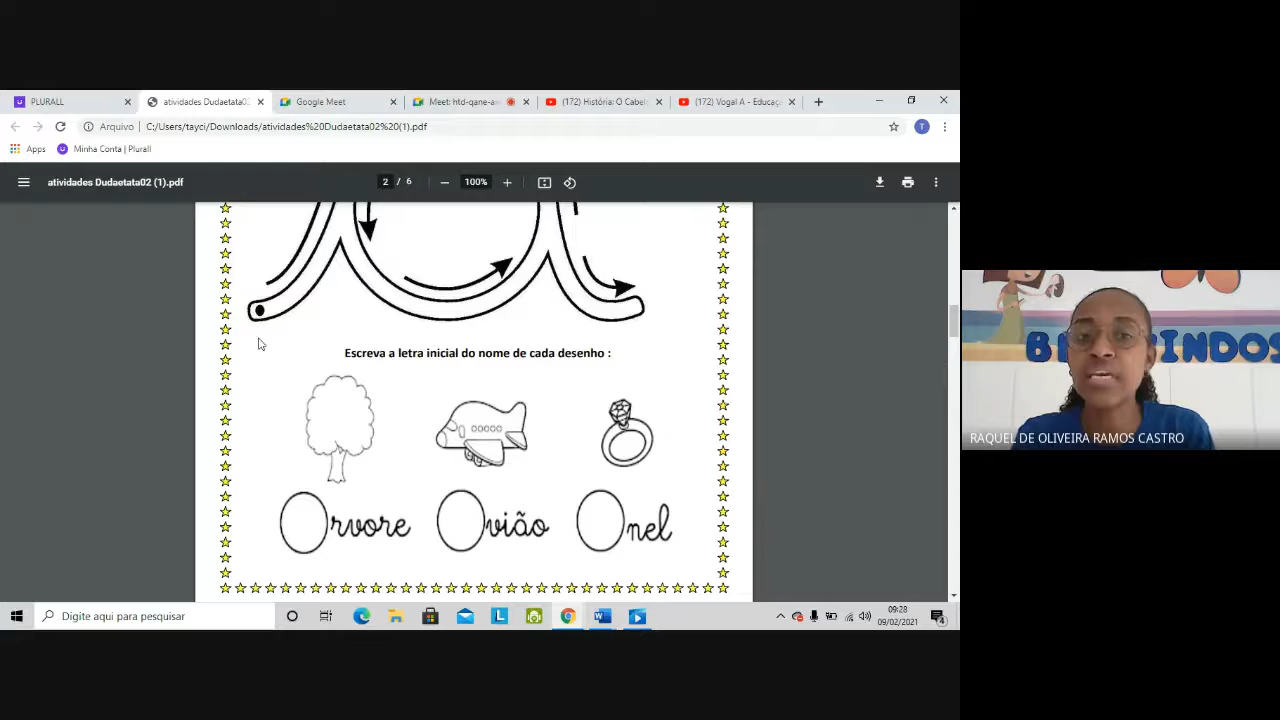 PLURALL
atividades Dudaetata02
Google Meet
Meet: htd-qane-aw
(172) História: O Cabel
(172) Vogal A - Educaç
Arquivo
C:/Users/tayci/Downloads/atividades%20Dudaetata02%20(1).pdf
T
Apps
Minha Conta | Plurall
atividades Dudaetata02 (1).pdf
2 / 6
100%
Escreva a letra inicial do nome de cada desenho :
rvore
vião
nel
RAQUEL DE OLIVEIRA RAMOS CASTRO
Digite aqui para pesquisar
09:28
09/02/2021
4